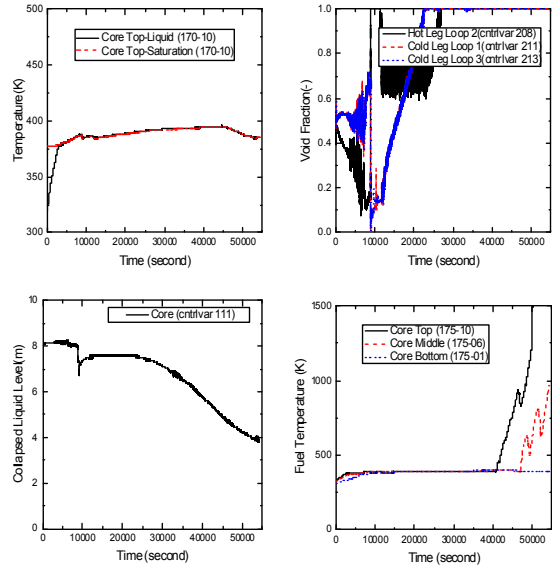 500
450
400
350
300
Temperature(K)
Core Top-Liquid (170-10)
Core Top-Saturation (170-10)
0 10000 20000 30000 40000 50000
Time (second)
1.0
0.8
0.6
0.4
0.2
0.0
Void Fraction(-)
Hot Leg Loop 2(cntrlvar 208)
Cold Leg Loop 1(cntrlvar 211)
Cold Leg Loop 3(cntrlvar 213)
0 10000 20000 30000 40000 50000
Time (second)
10
8
6
4
2
0
Collapsed Liquid Level(m)
Core (cntrlvar 111)
0 10000 20000 30000 40000 50000
Time (second)
1500
1000
500
0
Fuel Temperature (K)
Core Top (175-10)
Core Middle (175-06)
Core Bottom (175-01)
0 10000 20000 30000 40000 50000
Time (second)